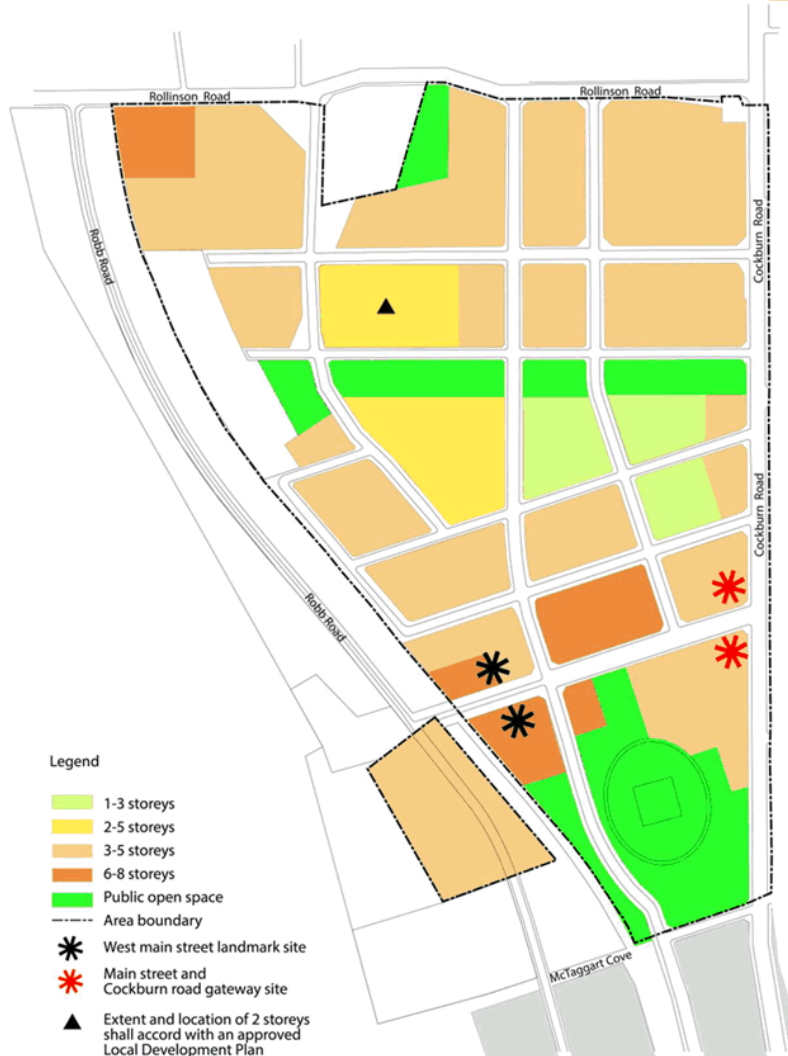 Rollinson Road
Rollinson Road
Robb Road
Cockburn Road
Cockburn Road
Robb Road
McTaggart Cove
Legend
1-3 storeys
2-5 storeys
3-5 storeys
6-8 storeys
Public open space
Area boundary
West main street landmark site
Main street and
Cockburn road gateway site
Extent and location of 2 storeys
shall accord with an approved
Local Development Plan